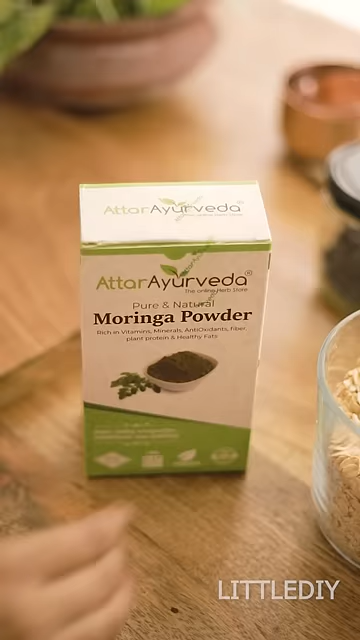 AttarAyurveda®
AttarAyurveda®
The online Herb Store
Pure & Natural
Moringa Powder
Rich in Vitamins, Minerals, AntiOxidants, fiber
plant protein & Healthy Fats
LITTLEDIY